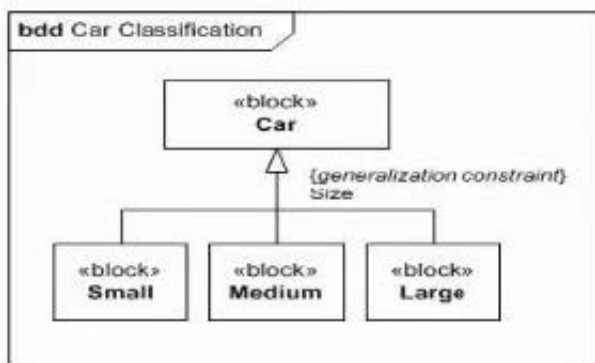 bdd Car Classification
«block»
Car
{generalization constraint}
Size
«block»
Small
«block»
Medium
«block»
Large